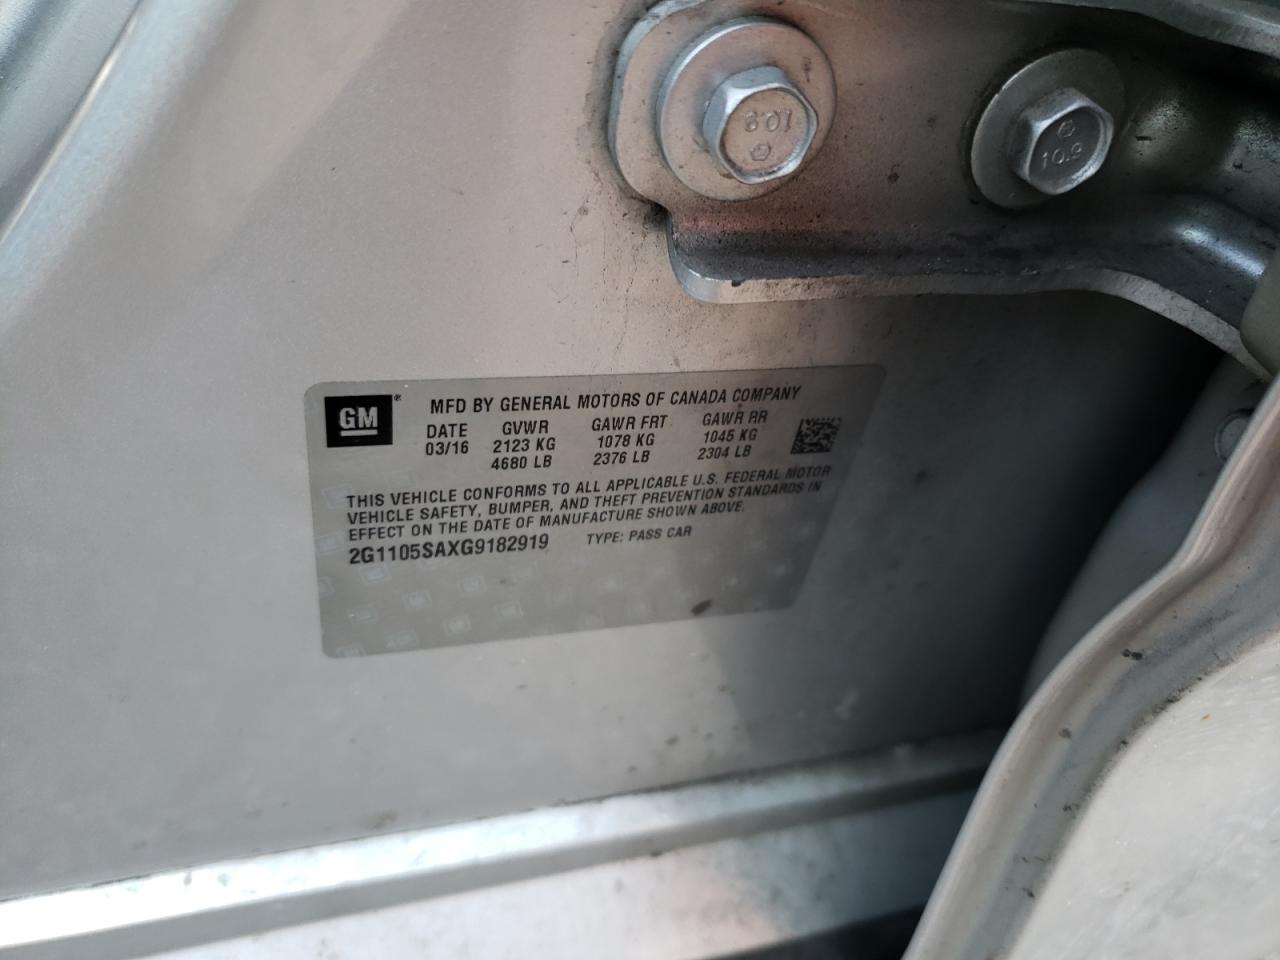 10.9
10.9
GM®
MFD BY GENERAL MOTORS OF CANADA COMPANY
DATE GVWR GAWR FRT GAWR RR
03/16 2123 KG 1078 KG 1045 KG
4680 LB 2376 LB 2304 LB
THIS VEHICLE CONFORMS TO ALL APPLICABLE U.S. FEDERAL MOTOR
VEHICLE SAFETY, BUMPER, AND THEFT PREVENTION STANDARDS IN
EFFECT ON THE DATE OF MANUFACTURE SHOWN ABOVE.
2G1105SAXG9182919 TYPE: PASS CAR